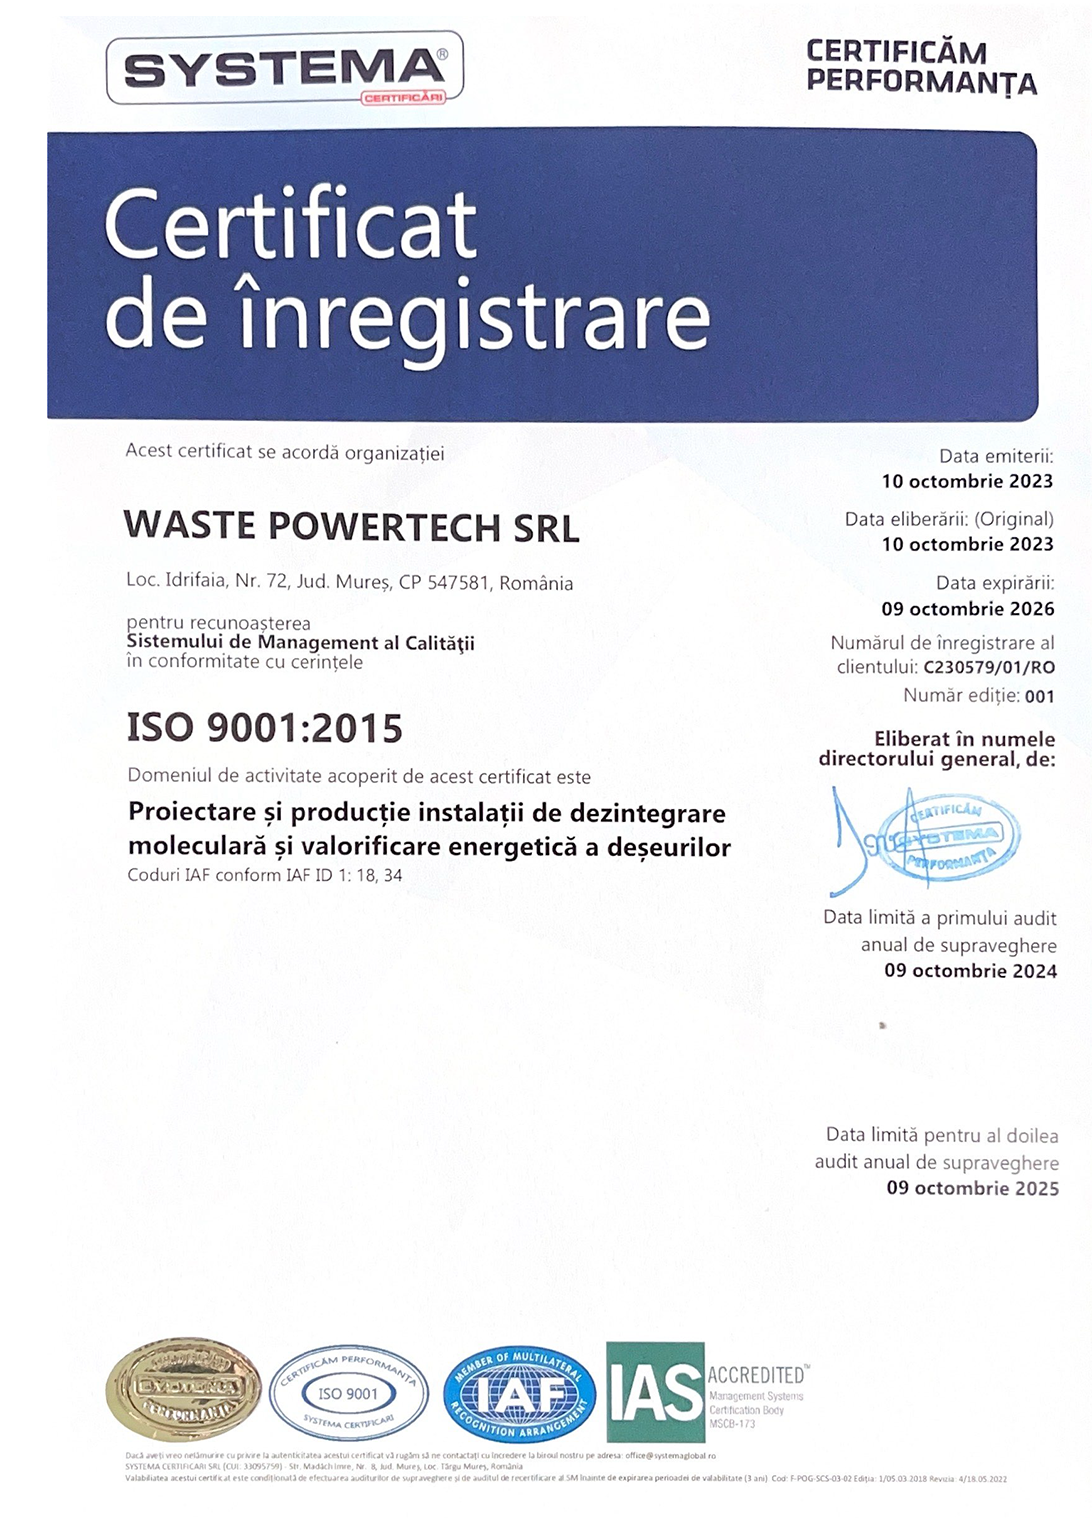 SYSTEMA®
CERTIFICĂRI
CERTIFICĂM
PERFORMANȚA
Certificat
de înregistrare
Acest certificat se acordă organizației
WASTE POWERTECH SRL
Loc. Idrifaia, Nr. 72, Jud. Mureș, CP 547581, România
pentru recunoașterea
Sistemului de Management al Calităţii
în conformitate cu cerințele
ISO 9001:2015
Domeniul de activitate acoperit de acest certificat este
Proiectare și producție instalații de dezintegrare
moleculară și valorificare energetică a deșeurilor
Coduri IAF conform IAF ID 1: 18, 34
Data emiterii:
10 octombrie 2023
Data eliberării: (Original)
10 octombrie 2023
Data expirării:
09 octombrie 2026
Numărul de înregistrare al
clientului: C230579/01/RO
Număr ediție: 001
Eliberat în numele
directorului general, de:
CERTIFICĂM
SYSTEMA
PERFORMANȚA
Data limită a primului audit
anual de supraveghere
09 octombrie 2024
Data limită pentru al doilea
audit anual de supraveghere
09 octombrie 2025
SYSTEMA
PERFORMANȚA
CERTIFICĂM PERFORMANȚA
ISO 9001
SYSTEMA CERTIFICARI
MEMBER OF MULTILATERAL
IAF
RECOGNITION ARRANGEMENT
IAS
ACCREDITED™
Management Systems
Certification Body
MSCB-173
Dacă aveți vreo nelămurire cu privire la autenticitatea acestui certificat vă rugăm să ne contactați cu încredere la biroul nostru pe adresa: office@systemaglobal.ro
SYSTEMA CERTIFICARI SRL (CUI: 33095759) - Str. Madách Imre, Nr. 8, Jud. Mureș, Loc. Târgu Mureș, România
Valabilitatea acestui certificat este condiționată de efectuarea auditurilor de supraveghere și de auditul de recertificare al SM înainte de expirarea perioadei de valabilitate (3 ani) Cod: F-POG-SCS-03-02 Ediția: 1/05.03.2018 Revizia: 4/18.05.2022